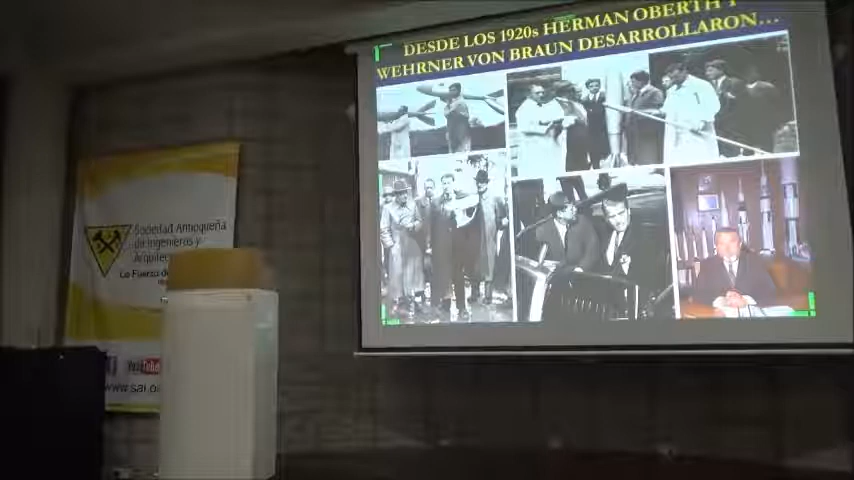 DESDE LOS 1920s HERMAN OBERTH Y
WEHRNER VON BRAUN DESARROLLARON...
Sociedad Antioqueña
de Ingenieros y
Arquitectos
La Fuerza de
YouTube
www.sai.o